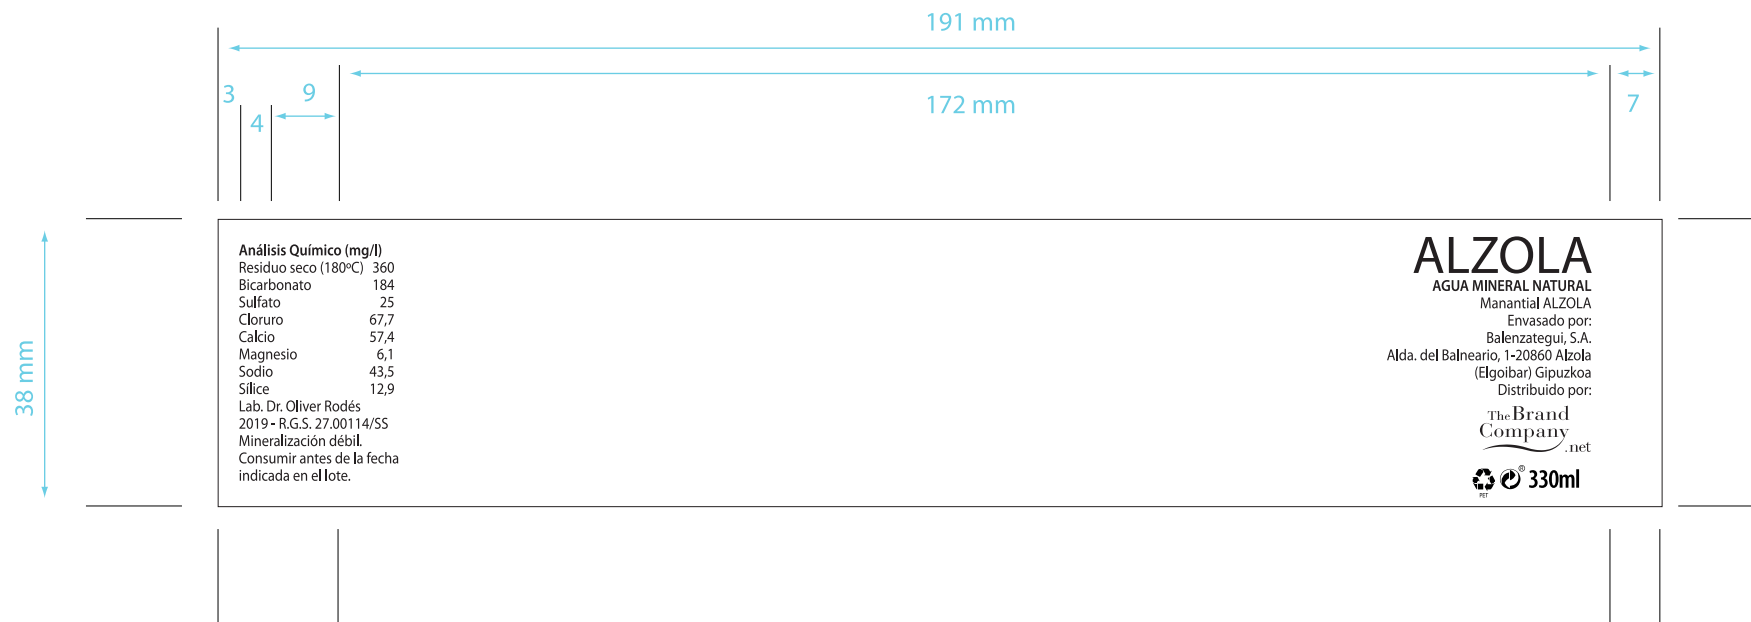 191 mm
3
9
172 mm
7
4
38 mm
Análisis Químico (mg/l)
Residuo seco (180ºC) 360
Bicarbonato 184
Sulfato 25
Cloruro 67,7
Calcio 57,4
Magnesio 6,1
Sodio 43,5
Sílice 12,9
Lab. Dr. Oliver Rodés
2019 - R.G.S. 27.00114/SS
Mineralización débil.
Consumir antes de la fecha
indicada en el lote.
ALZOLA
AGUA MINERAL NATURAL
Manantial ALZOLA
Envasado por:
Balenzategui, S.A.
Alda. del Balneario, 1-20860 Alzola
(Elgoibar) Gipuzkoa
Distribuido por:
The Brand
Company
.net
® 330ml
PET